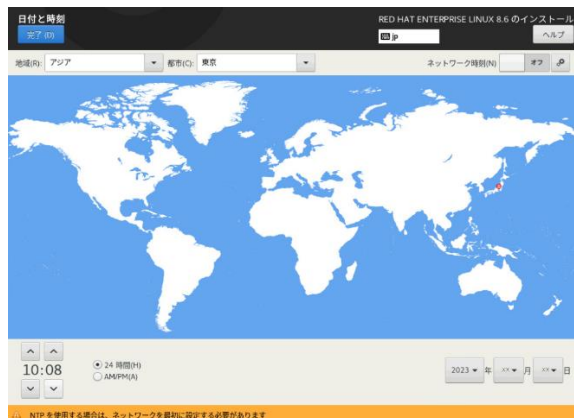 日付と時刻
RED HAT ENTERPRISE LINUX 8.6 のインストール
完了(D)
jp
ヘルプ
地域(R): アジア 都市(C): 東京 ネットワーク時刻(N) オフ
10:08
24 時間(H)
AM/PM(A)
2023 年 月 日
NTP を使用する場合は、ネットワークを最初に設定する必要があります